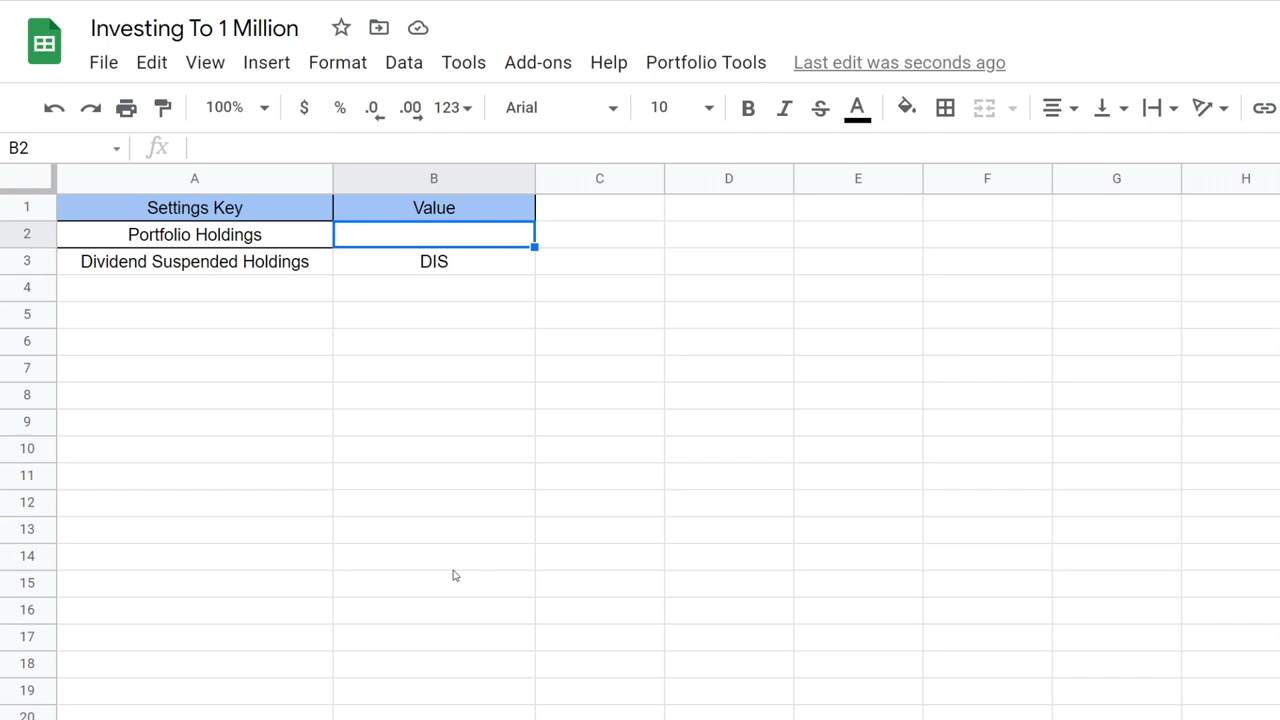 Investing To 1 Million
File Edit View Insert Format Data Tools Add-ons Help Portfolio Tools Last edit was seconds ago
100% $ % .0 .00 123 Arial 10 B I S A
B2 fx
A B C D E F G H
1 Settings Key Value
2 Portfolio Holdings
3 Dividend Suspended Holdings DIS
4
5
6
7
8
9
10
11
12
13
14
15
16
17
18
19
20